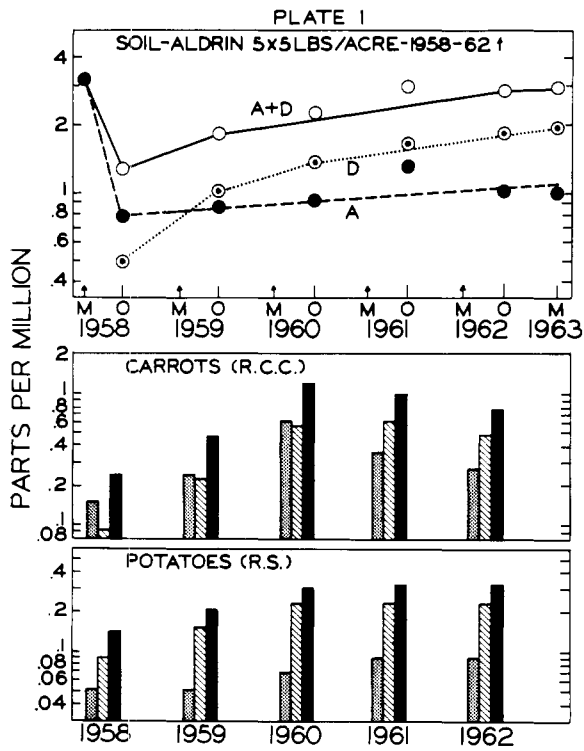 PLATE 1
SOIL-ALDRIN 5x5 LBS/ACRE-1958-62 †
4
2
1
.8
.6
.4
A+D
D
A
M O M O M O M O M O M
1958 1959 1960 1961 1962 1963
PARTS PER MILLION
CARROTS (R.C.C.)
2
1
.8
.6
.4
.2
.1
.08
POTATOES (R.S.)
.4
.2
.1
.08
.06
.04
1958 1959 1960 1961 1962